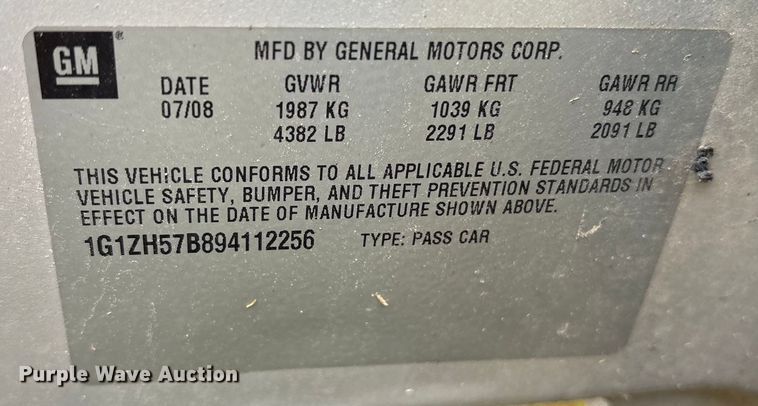 GM
MFD BY GENERAL MOTORS CORP.
DATE GVWR GAWR FRT GAWR RR
07/08 1987 KG 1039 KG 948 KG
4382 LB 2291 LB 2091 LB
THIS VEHICLE CONFORMS TO ALL APPLICABLE U.S. FEDERAL MOTOR
VEHICLE SAFETY, BUMPER, AND THEFT PREVENTION STANDARDS IN
EFFECT ON THE DATE OF MANUFACTURE SHOWN ABOVE.
1G1ZH57B894112256 TYPE: PASS CAR
Purple Wave Auction